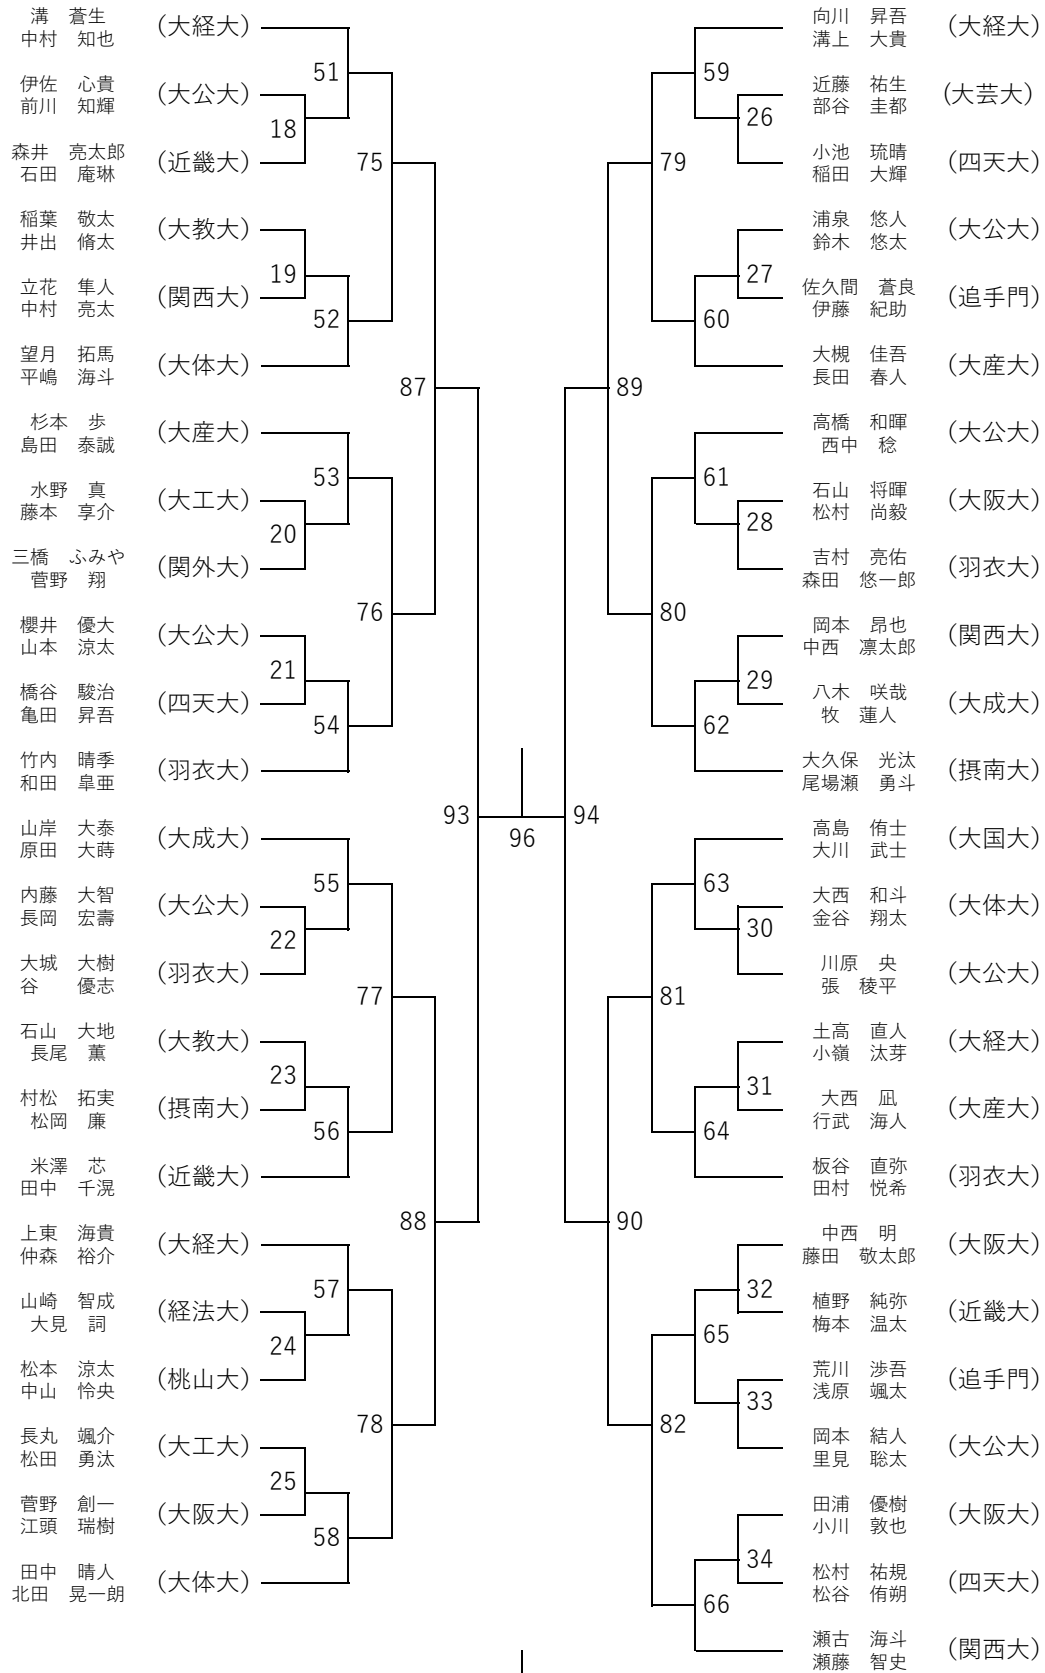 溝　蒼生
中村　知也
(大経大)
51
伊佐　心貴
前川　知輝
(大公大)
18
森井　亮太郎
石田　庵琳
(近畿大)
75
稲葉　敬太
井出　脩太
(大教大)
19
立花　隼人
中村　亮太
(関西大)
52
望月　拓馬
平嶋　海斗
(大体大)
87
杉本　歩
島田　泰誠
(大産大)
53
水野　真
藤本　享介
(大工大)
20
三橋　ふみや
菅野　翔
(関外大)
76
櫻井　優大
山本　涼太
(大公大)
21
橋谷　駿治
亀田　昇吾
(四天大)
54
竹内　晴季
和田　皐亜
(羽衣大)
93
山岸　大泰
原田　大蒔
(大成大)
55
内藤　大智
長岡　宏壽
(大公大)
22
大城　大樹
谷　優志
(羽衣大)
77
石山　大地
長尾　薫
(大教大)
23
村松　拓実
松岡　廉
(摂南大)
56
米澤　芯
田中　千滉
(近畿大)
88
上東　海貴
仲森　裕介
(大経大)
57
山崎　智成
大見　詞
(経法大)
24
松本　涼太
中山　怜央
(桃山大)
78
長丸　颯介
松田　勇汰
(大工大)
25
菅野　創一
江頭　瑞樹
(大阪大)
58
田中　晴人
北田　晃一朗
(大体大)
96
向川　昇吾
溝上　大貴
(大経大)
59
近藤　祐生
部谷　圭都
(大芸大)
26
小池　琉晴
稲田　大輝
(四天大)
79
浦泉　悠人
鈴木　悠太
(大公大)
27
佐久間　蒼良
伊藤　紀助
(追手門)
60
大槻　佳吾
長田　春人
(大産大)
89
高橋　和暉
西中　稔
(大公大)
61
石山　将暉
松村　尚毅
(大阪大)
28
吉村　亮佑
森田　悠一郎
(羽衣大)
80
岡本　昂也
中西　凛太郎
(関西大)
29
八木　咲哉
牧　蓮人
(大成大)
62
大久保　光汰
尾場瀬　勇斗
(摂南大)
94
高島　侑士
大川　武士
(大国大)
63
大西　和斗
金谷　翔太
(大体大)
30
川原　央
張　稜平
(大公大)
81
土高　直人
小嶺　汰芽
(大経大)
31
大西　凪
行武　海人
(大産大)
64
板谷　直弥
田村　悦希
(羽衣大)
90
中西　明
藤田　敬太郎
(大阪大)
32
植野　純弥
梅本　温太
(近畿大)
65
荒川　渉吾
浅原　颯太
(追手門)
33
岡本　結人
里見　聡太
(大公大)
82
田浦　優樹
小川　敦也
(大阪大)
34
松村　祐規
松谷　侑朔
(四天大)
66
瀬古　海斗
瀬藤　智史
(関西大)